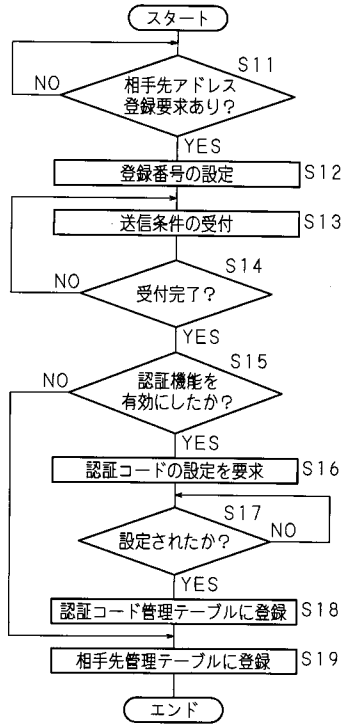 スタート
S11
相手先アドレス
登録要求あり?
NO
YES
登録番号の設定
S12
送信条件の受付
S13
S14
受付完了?
NO
YES
S15
認証機能を
有効にしたか?
NO
YES
認証コードの設定を要求
S16
S17
設定されたか?
NO
YES
認証コード管理テーブルに登録
S18
相手先管理テーブルに登録
S19
エンド